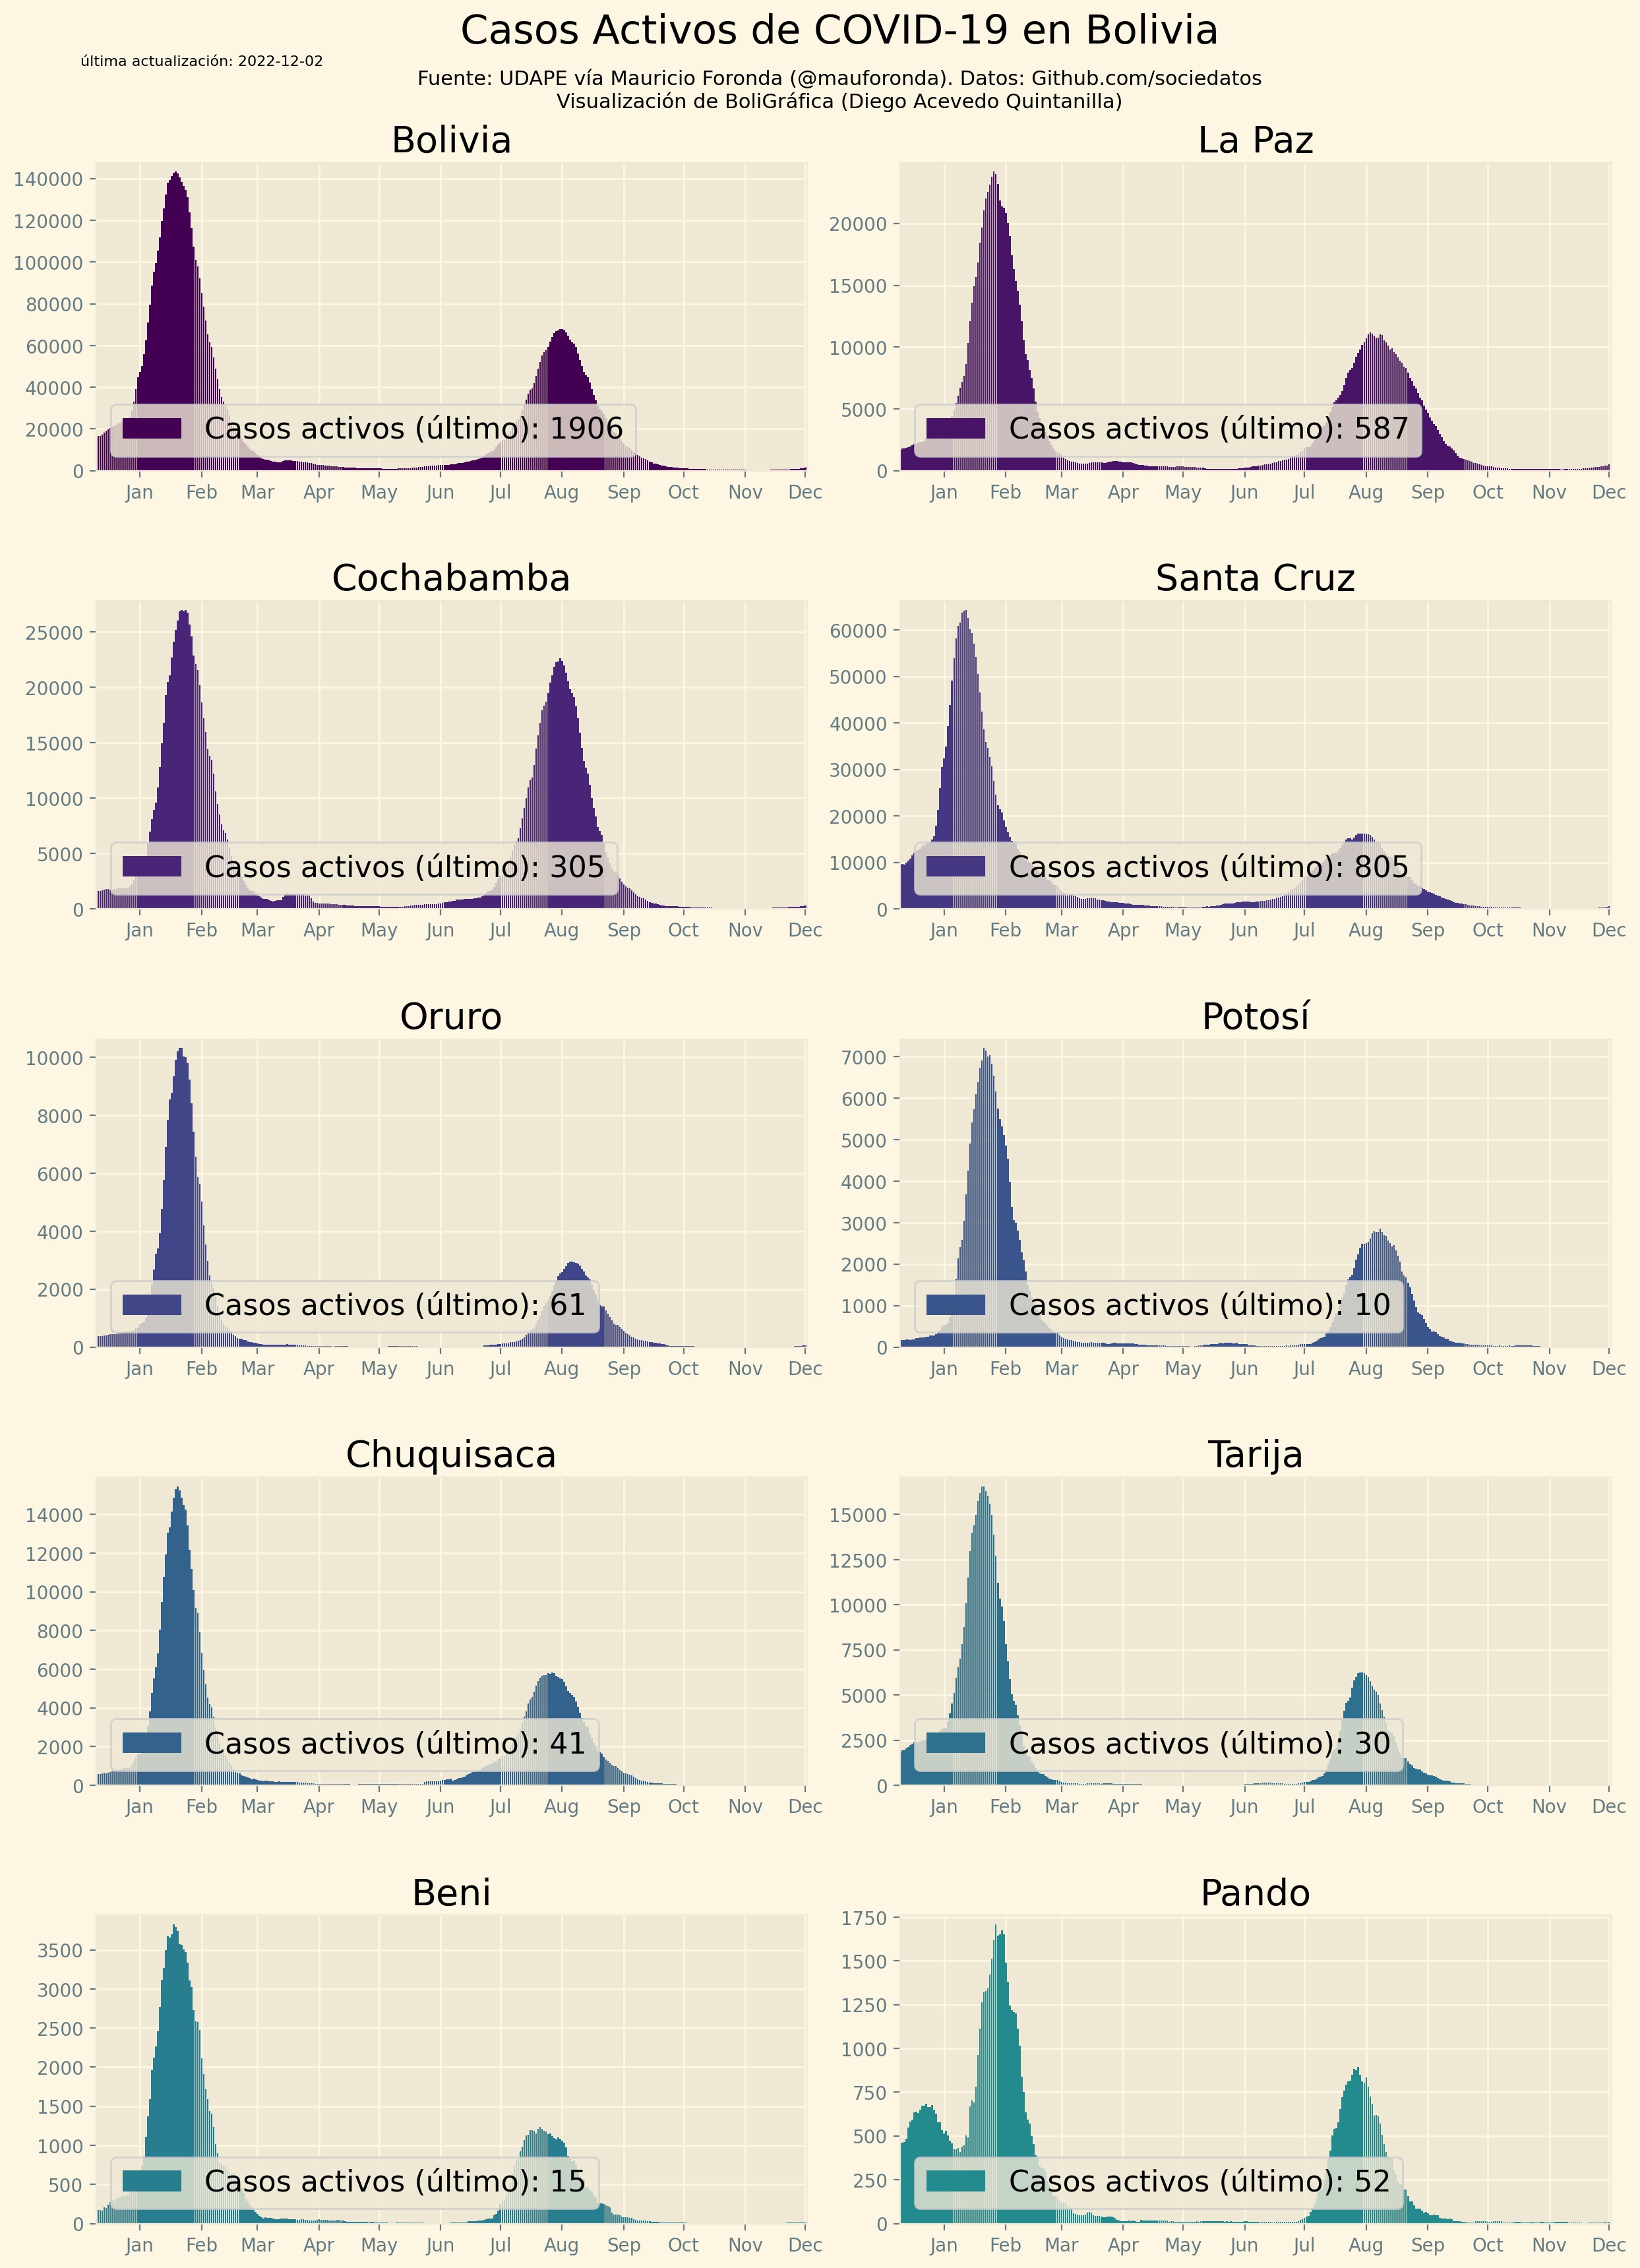 Casos Activos de COVID-19 en Bolivia
última actualización: 2022-12-02
Fuente: UDAPE vía Mauricio Foronda (@mauforonda). Datos: Github.com/sociedatos
Visualización de BoliGráfica (Diego Acevedo Quintanilla)
Bolivia
140000
120000
100000
80000
60000
40000
20000
0
Casos activos (último): 1906
Jan Feb Mar Apr May Jun Jul Aug Sep Oct Nov Dec
La Paz
20000
15000
10000
5000
0
Casos activos (último): 587
Jan Feb Mar Apr May Jun Jul Aug Sep Oct Nov Dec
Cochabamba
25000
20000
15000
10000
5000
0
Casos activos (último): 305
Jan Feb Mar Apr May Jun Jul Aug Sep Oct Nov Dec
Santa Cruz
60000
50000
40000
30000
20000
10000
0
Casos activos (último): 805
Jan Feb Mar Apr May Jun Jul Aug Sep Oct Nov Dec
Oruro
10000
8000
6000
4000
2000
0
Casos activos (último): 61
Jan Feb Mar Apr May Jun Jul Aug Sep Oct Nov Dec
Potosí
7000
6000
5000
4000
3000
2000
1000
0
Casos activos (último): 10
Jan Feb Mar Apr May Jun Jul Aug Sep Oct Nov Dec
Chuquisaca
14000
12000
10000
8000
6000
4000
2000
0
Casos activos (último): 41
Jan Feb Mar Apr May Jun Jul Aug Sep Oct Nov Dec
Tarija
15000
12500
10000
7500
5000
2500
0
Casos activos (último): 30
Jan Feb Mar Apr May Jun Jul Aug Sep Oct Nov Dec
Beni
3500
3000
2500
2000
1500
1000
500
0
Casos activos (último): 15
Jan Feb Mar Apr May Jun Jul Aug Sep Oct Nov Dec
Pando
1750
1500
1250
1000
750
500
250
0
Casos activos (último): 52
Jan Feb Mar Apr May Jun Jul Aug Sep Oct Nov Dec